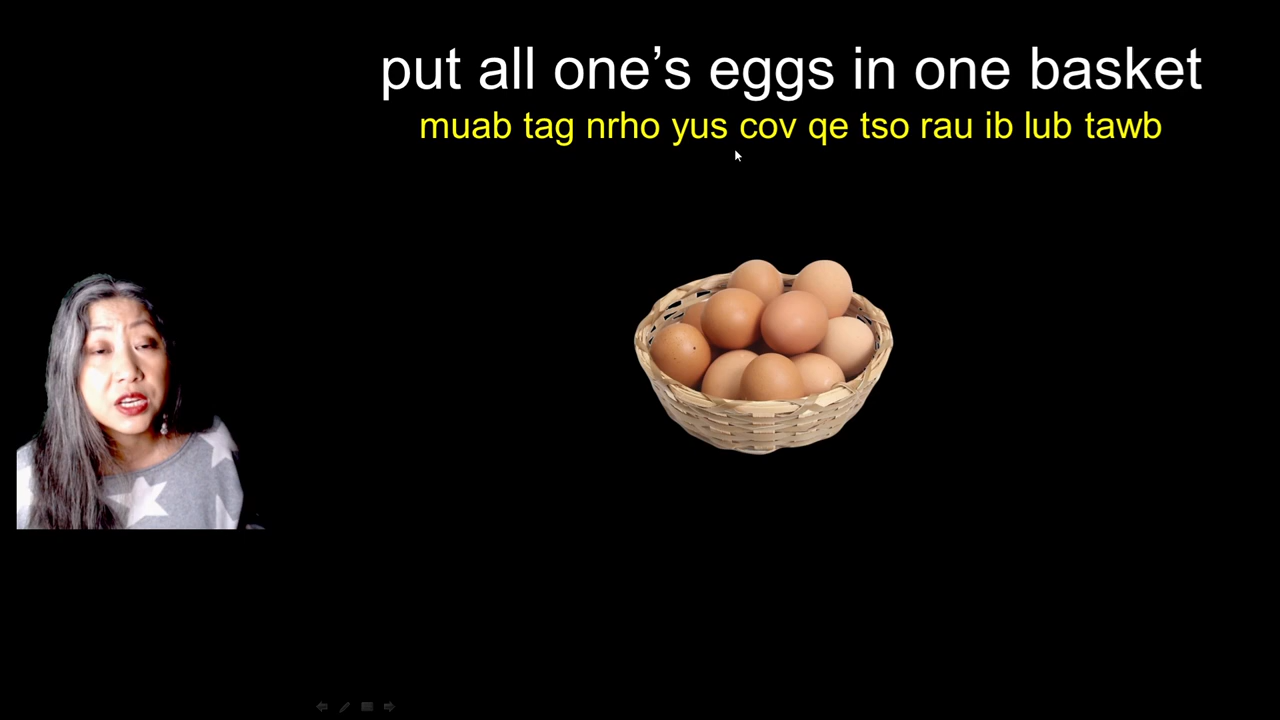 put all one’s eggs in one basket
muab tag nrho yus cov qe tso rau ib lub tawb